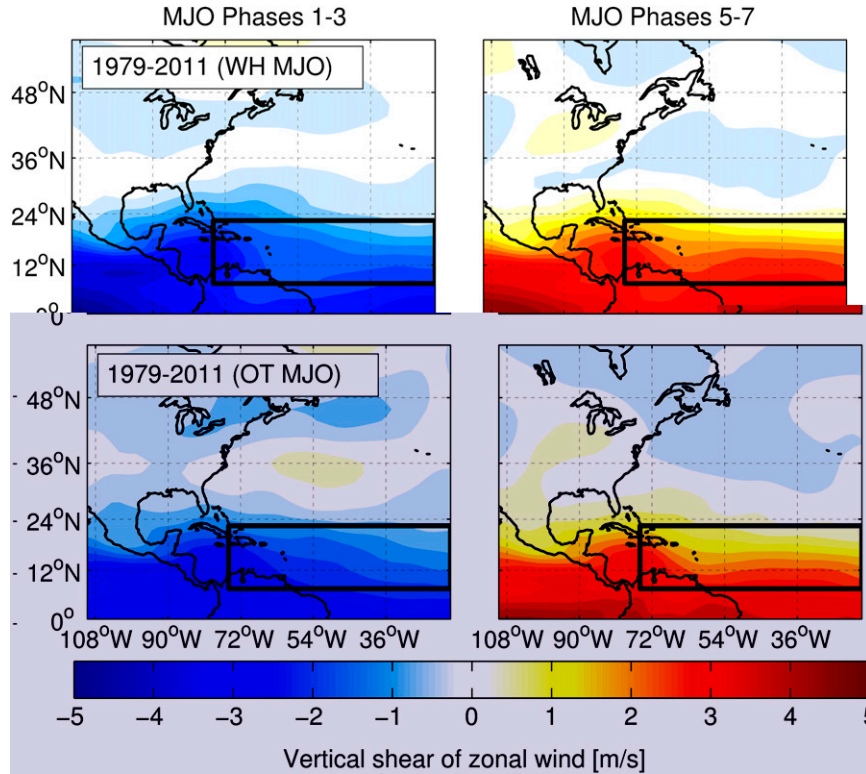 MJO Phases 1-3 MJO Phases 5-7
1979-2011 (WH MJO)
48°N
36°N
24°N
12°N
0°
1979-2011 (OT MJO)
48°N
36°N
24°N
12°N
0°
108°W 90°W 72°W 54°W 36°W 108°W 90°W 72°W 54°W 36°W
−5 −4 −3 −2 −1 0 1 2 3 4 5
Vertical shear of zonal wind [m/s]